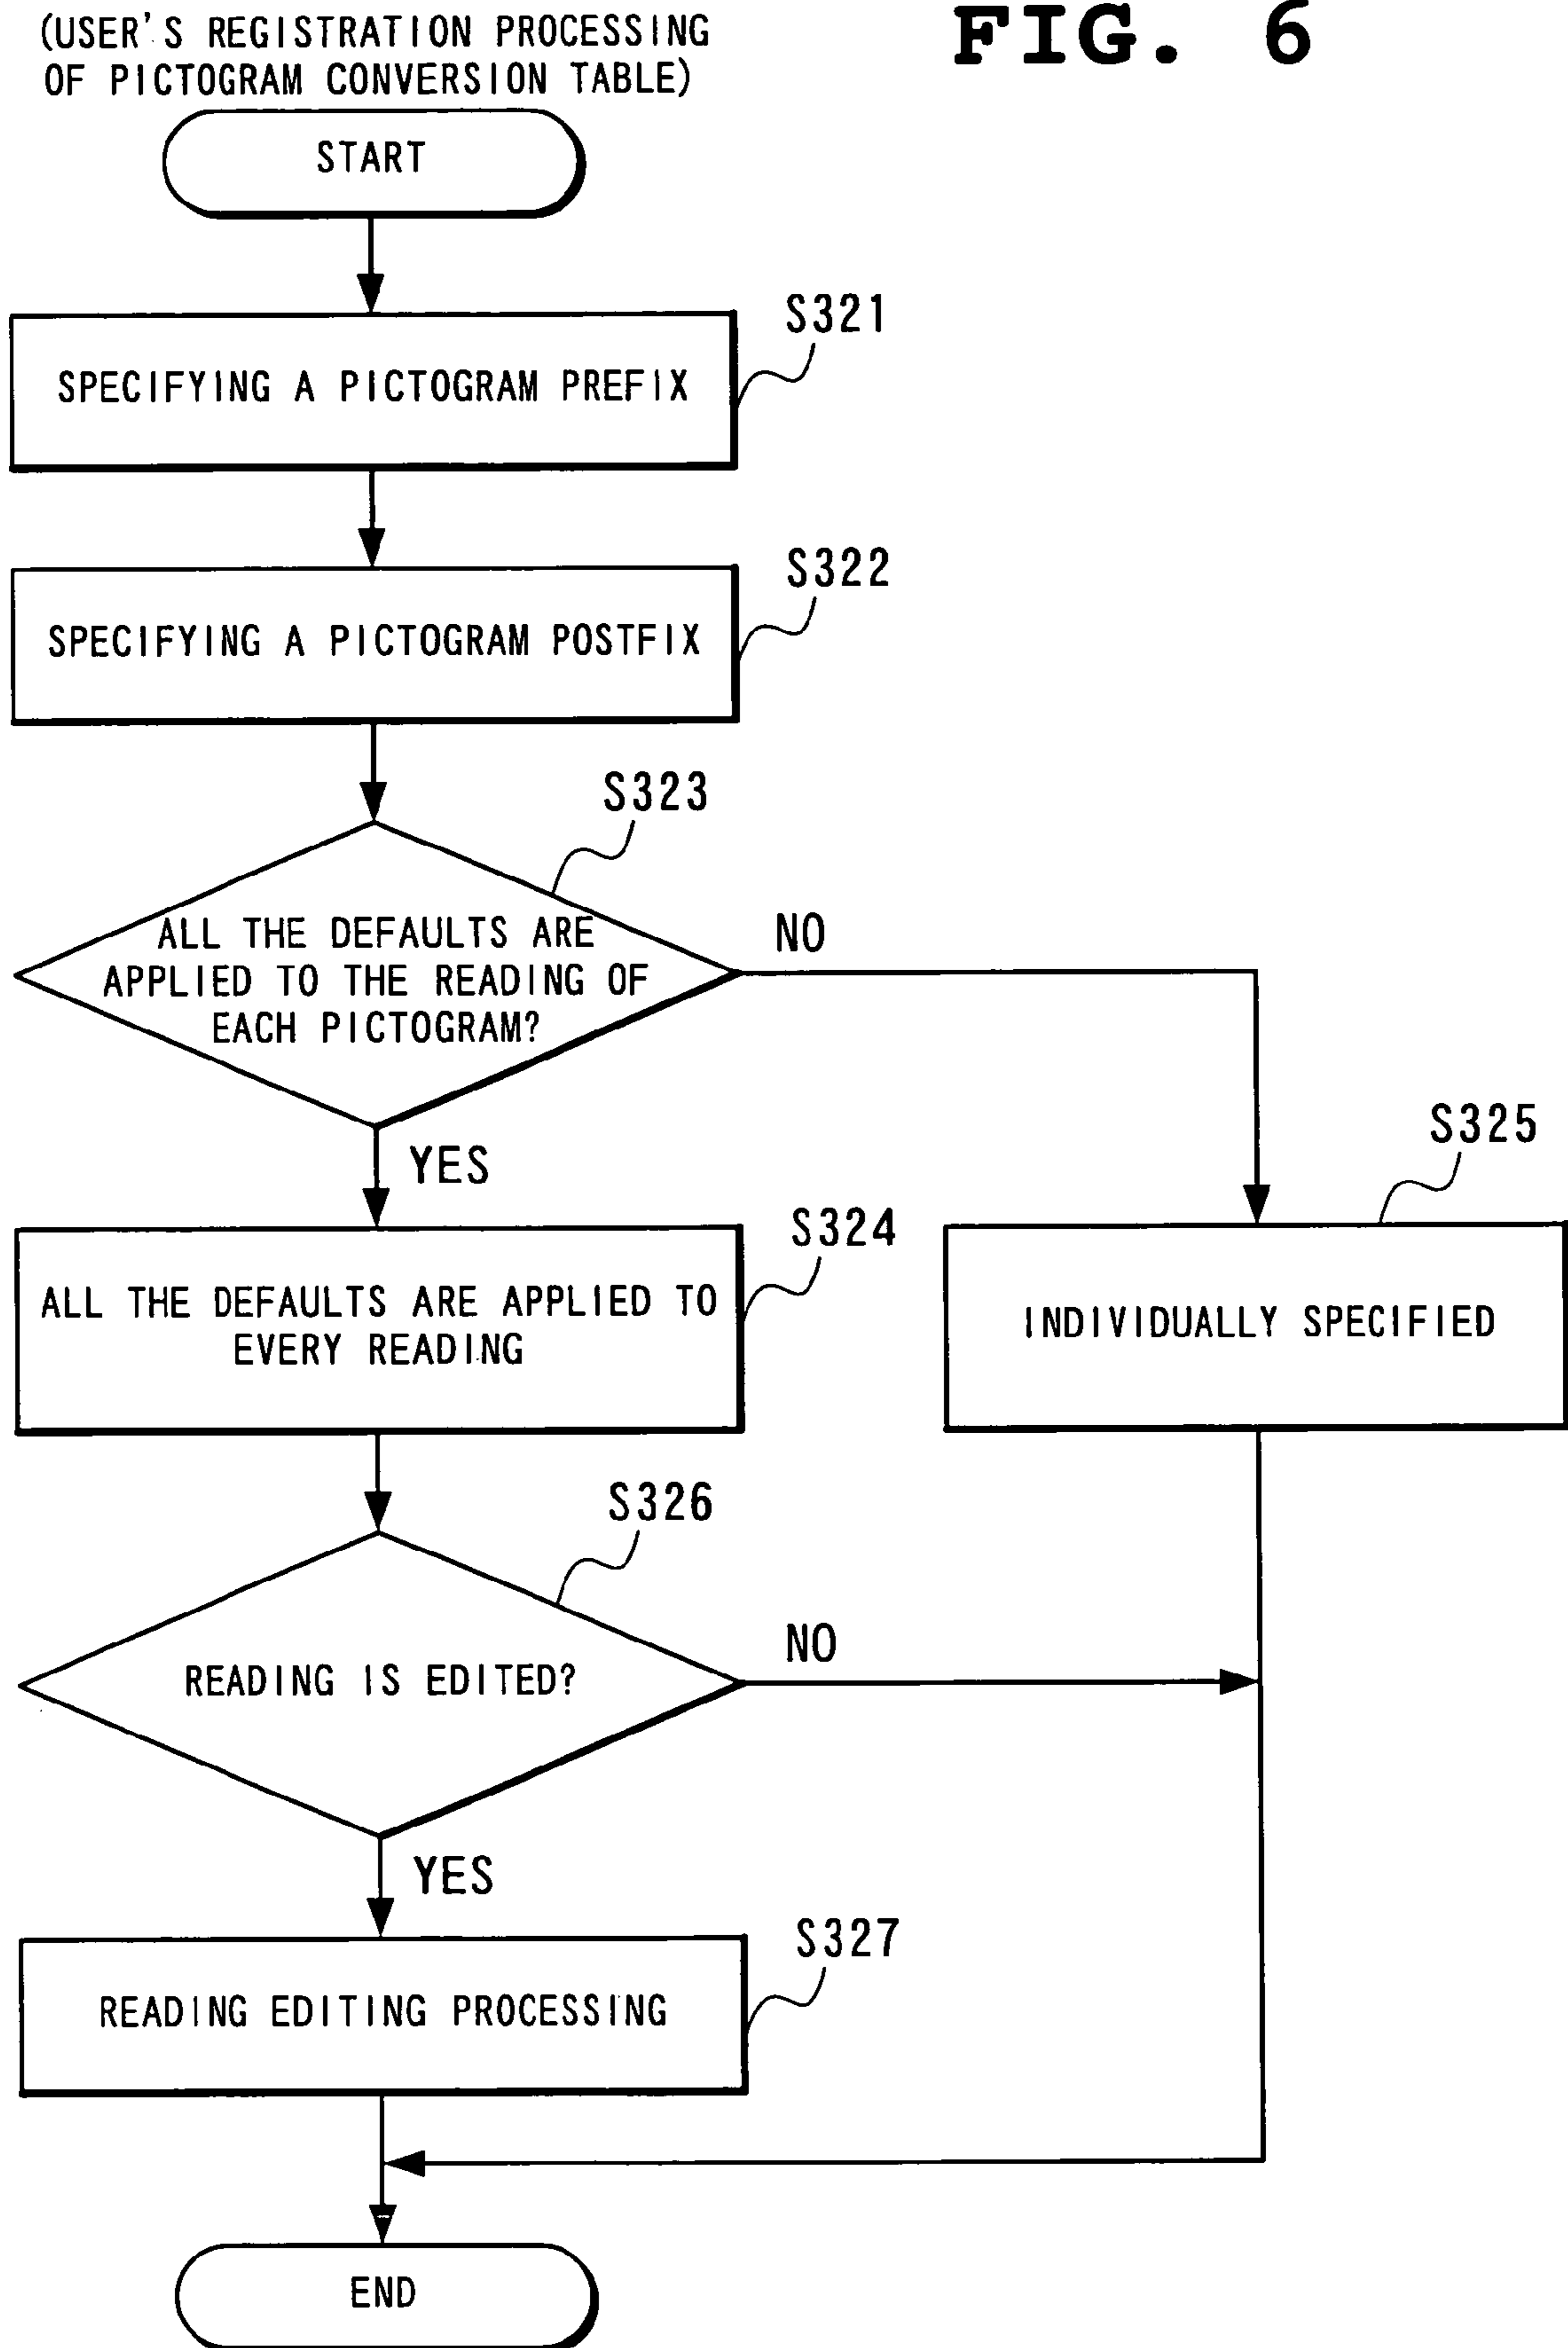 (USER'S REGISTRATION PROCESSING
OF PICTOGRAM CONVERSION TABLE)
FIG. 6
START
S321
SPECIFYING A PICTOGRAM PREFIX
S322
SPECIFYING A PICTOGRAM POSTFIX
S323
ALL THE DEFAULTS ARE
APPLIED TO THE READING OF
EACH PICTOGRAM?
NO
YES
S325
S324
ALL THE DEFAULTS ARE APPLIED TO
EVERY READING
INDIVIDUALLY SPECIFIED
S326
READING IS EDITED?
NO
YES
S327
READING EDITING PROCESSING
END